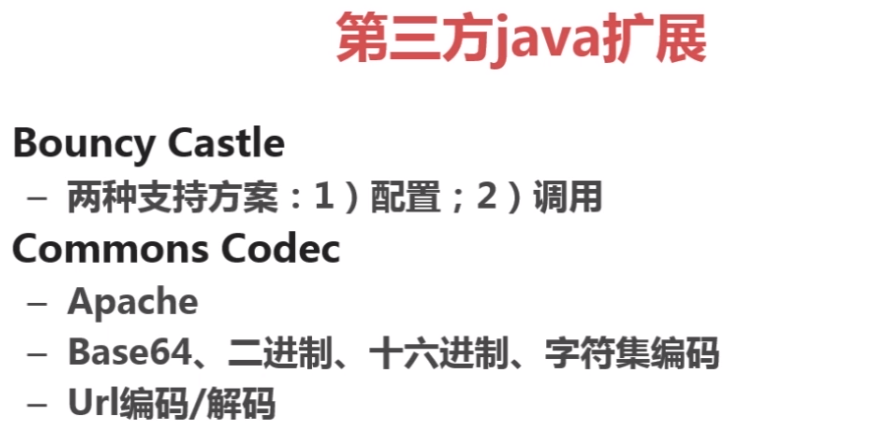 第三方java扩展
Bouncy Castle
– 两种支持方案：1）配置；2）调用
Commons Codec
– Apache
– Base64、二进制、十六进制、字符集编码
– Url编码/解码